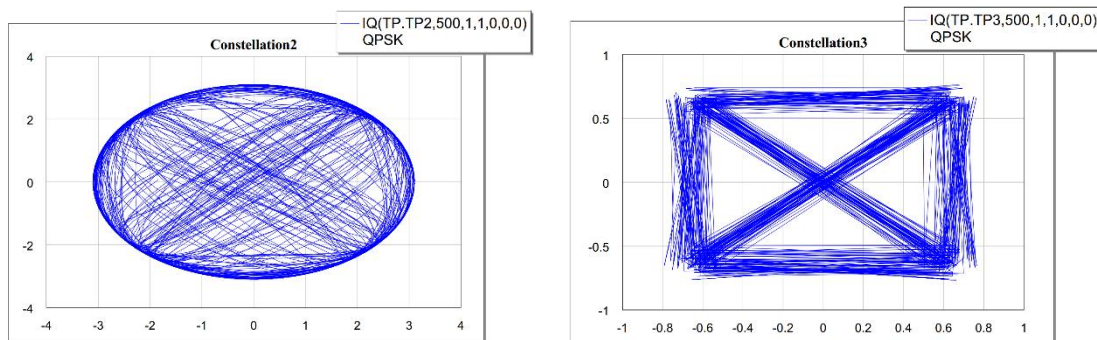 IQ(TP.TP2,500,1,1,0,0,0)
QPSK
Constellation2
4
2
0
-2
-4
-4 -3 -2 -1 0 1 2 3 4
IQ(TP.TP3,500,1,1,0,0,0)
QPSK
Constellation3
1
0.5
0
-0.5
-1
-1 -0.8 -0.6 -0.4 -0.2 0 0.2 0.4 0.6 0.8 1